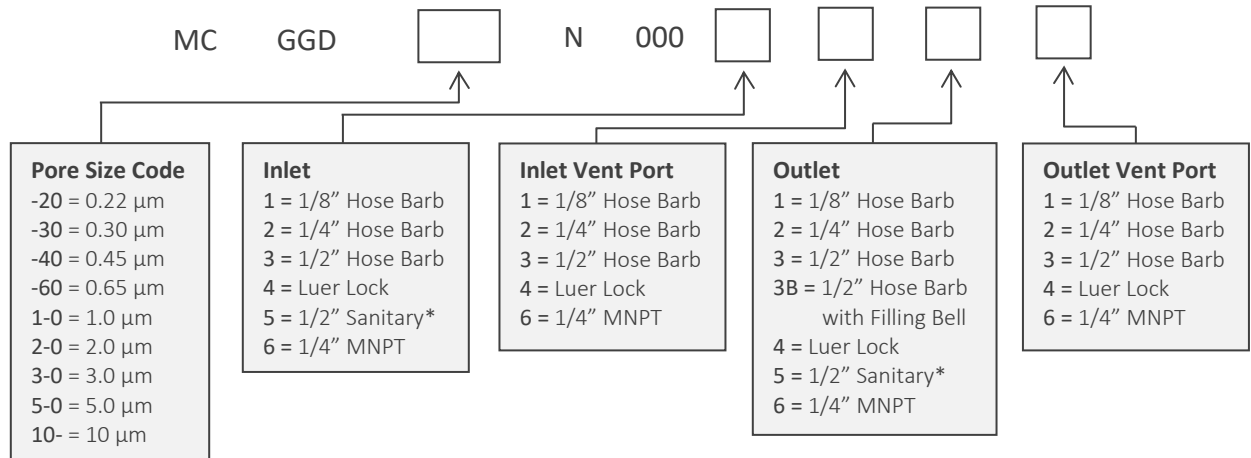 MC GGD N 000
Pore Size Code
-20 = 0.22 µm
-30 = 0.30 µm
-40 = 0.45 µm
-60 = 0.65 µm
1-0 = 1.0 µm
2-0 = 2.0 µm
3-0 = 3.0 µm
5-0 = 5.0 µm
10- = 10 µm
Inlet
1 = 1/8” Hose Barb
2 = 1/4” Hose Barb
3 = 1/2” Hose Barb
4 = Luer Lock
5 = 1/2” Sanitary*
6 = 1/4” MNPT
Inlet Vent Port
1 = 1/8” Hose Barb
2 = 1/4” Hose Barb
3 = 1/2” Hose Barb
4 = Luer Lock
6 = 1/4” MNPT
Outlet
1 = 1/8” Hose Barb
2 = 1/4” Hose Barb
3 = 1/2” Hose Barb
3B = 1/2” Hose Barb
with Filling Bell
4 = Luer Lock
5 = 1/2” Sanitary*
6 = 1/4” MNPT
Outlet Vent Port
1 = 1/8” Hose Barb
2 = 1/4” Hose Barb
3 = 1/2” Hose Barb
4 = Luer Lock
6 = 1/4” MNPT